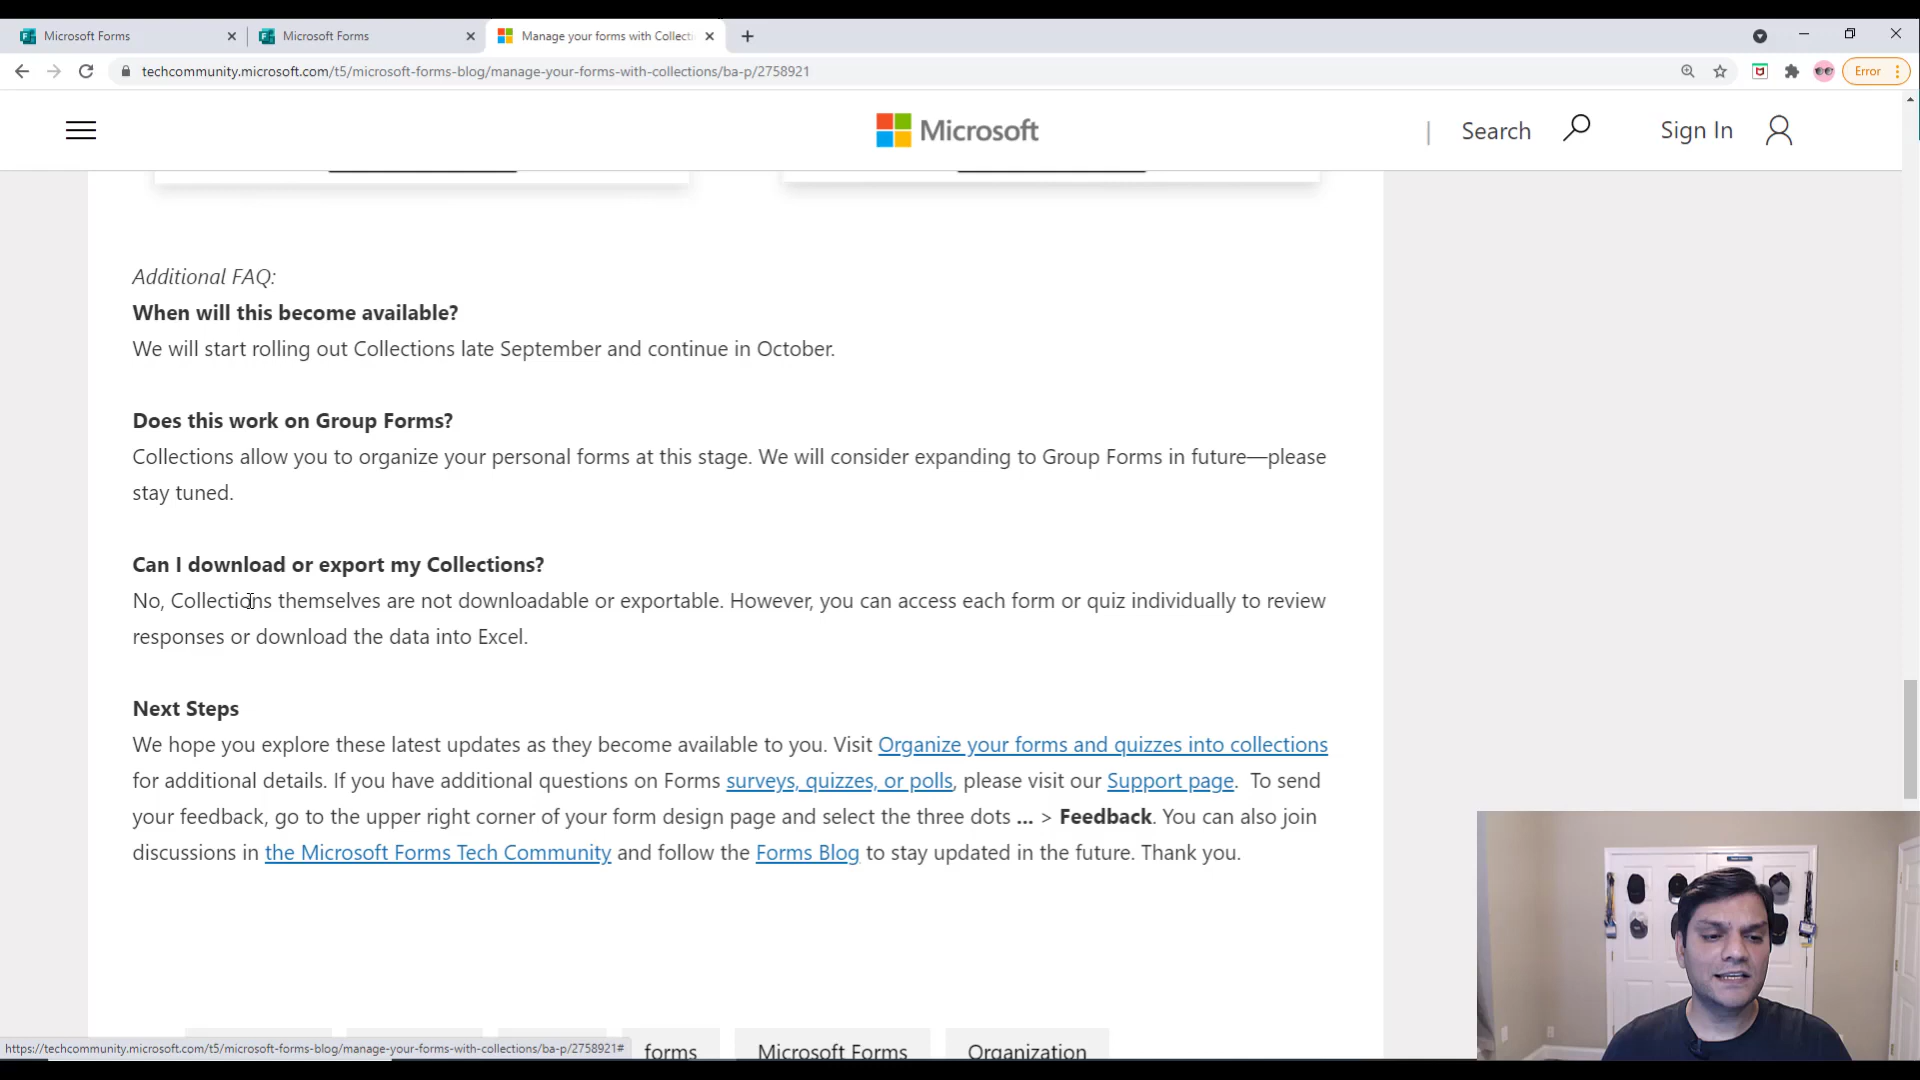 Microsoft Forms
Microsoft Forms
Manage your forms with Collecti
techcommunity.microsoft.com/t5/microsoft-forms-blog/manage-your-forms-with-collections/ba-p/2758921
Error
Microsoft
| Search
Sign In
Additional FAQ:
When will this become available?
We will start rolling out Collections late September and continue in October.
Does this work on Group Forms?
Collections allow you to organize your personal forms at this stage. We will consider expanding to Group Forms in future—please
stay tuned.
Can I download or export my Collections?
No, Collections themselves are not downloadable or exportable. However, you can access each form or quiz individually to review
responses or download the data into Excel.
Next Steps
We hope you explore these latest updates as they become available to you. Visit Organize your forms and quizzes into collections
for additional details. If you have additional questions on Forms surveys, quizzes, or polls, please visit our Support page. To send
your feedback, go to the upper right corner of your form design page and select the three dots ... > Feedback. You can also join
discussions in the Microsoft Forms Tech Community and follow the Forms Blog to stay updated in the future. Thank you.
forms
Microsoft Forms
Organization
https://techcommunity.microsoft.com/t5/microsoft-forms-blog/manage-your-forms-with-collections/ba-p/2758921#